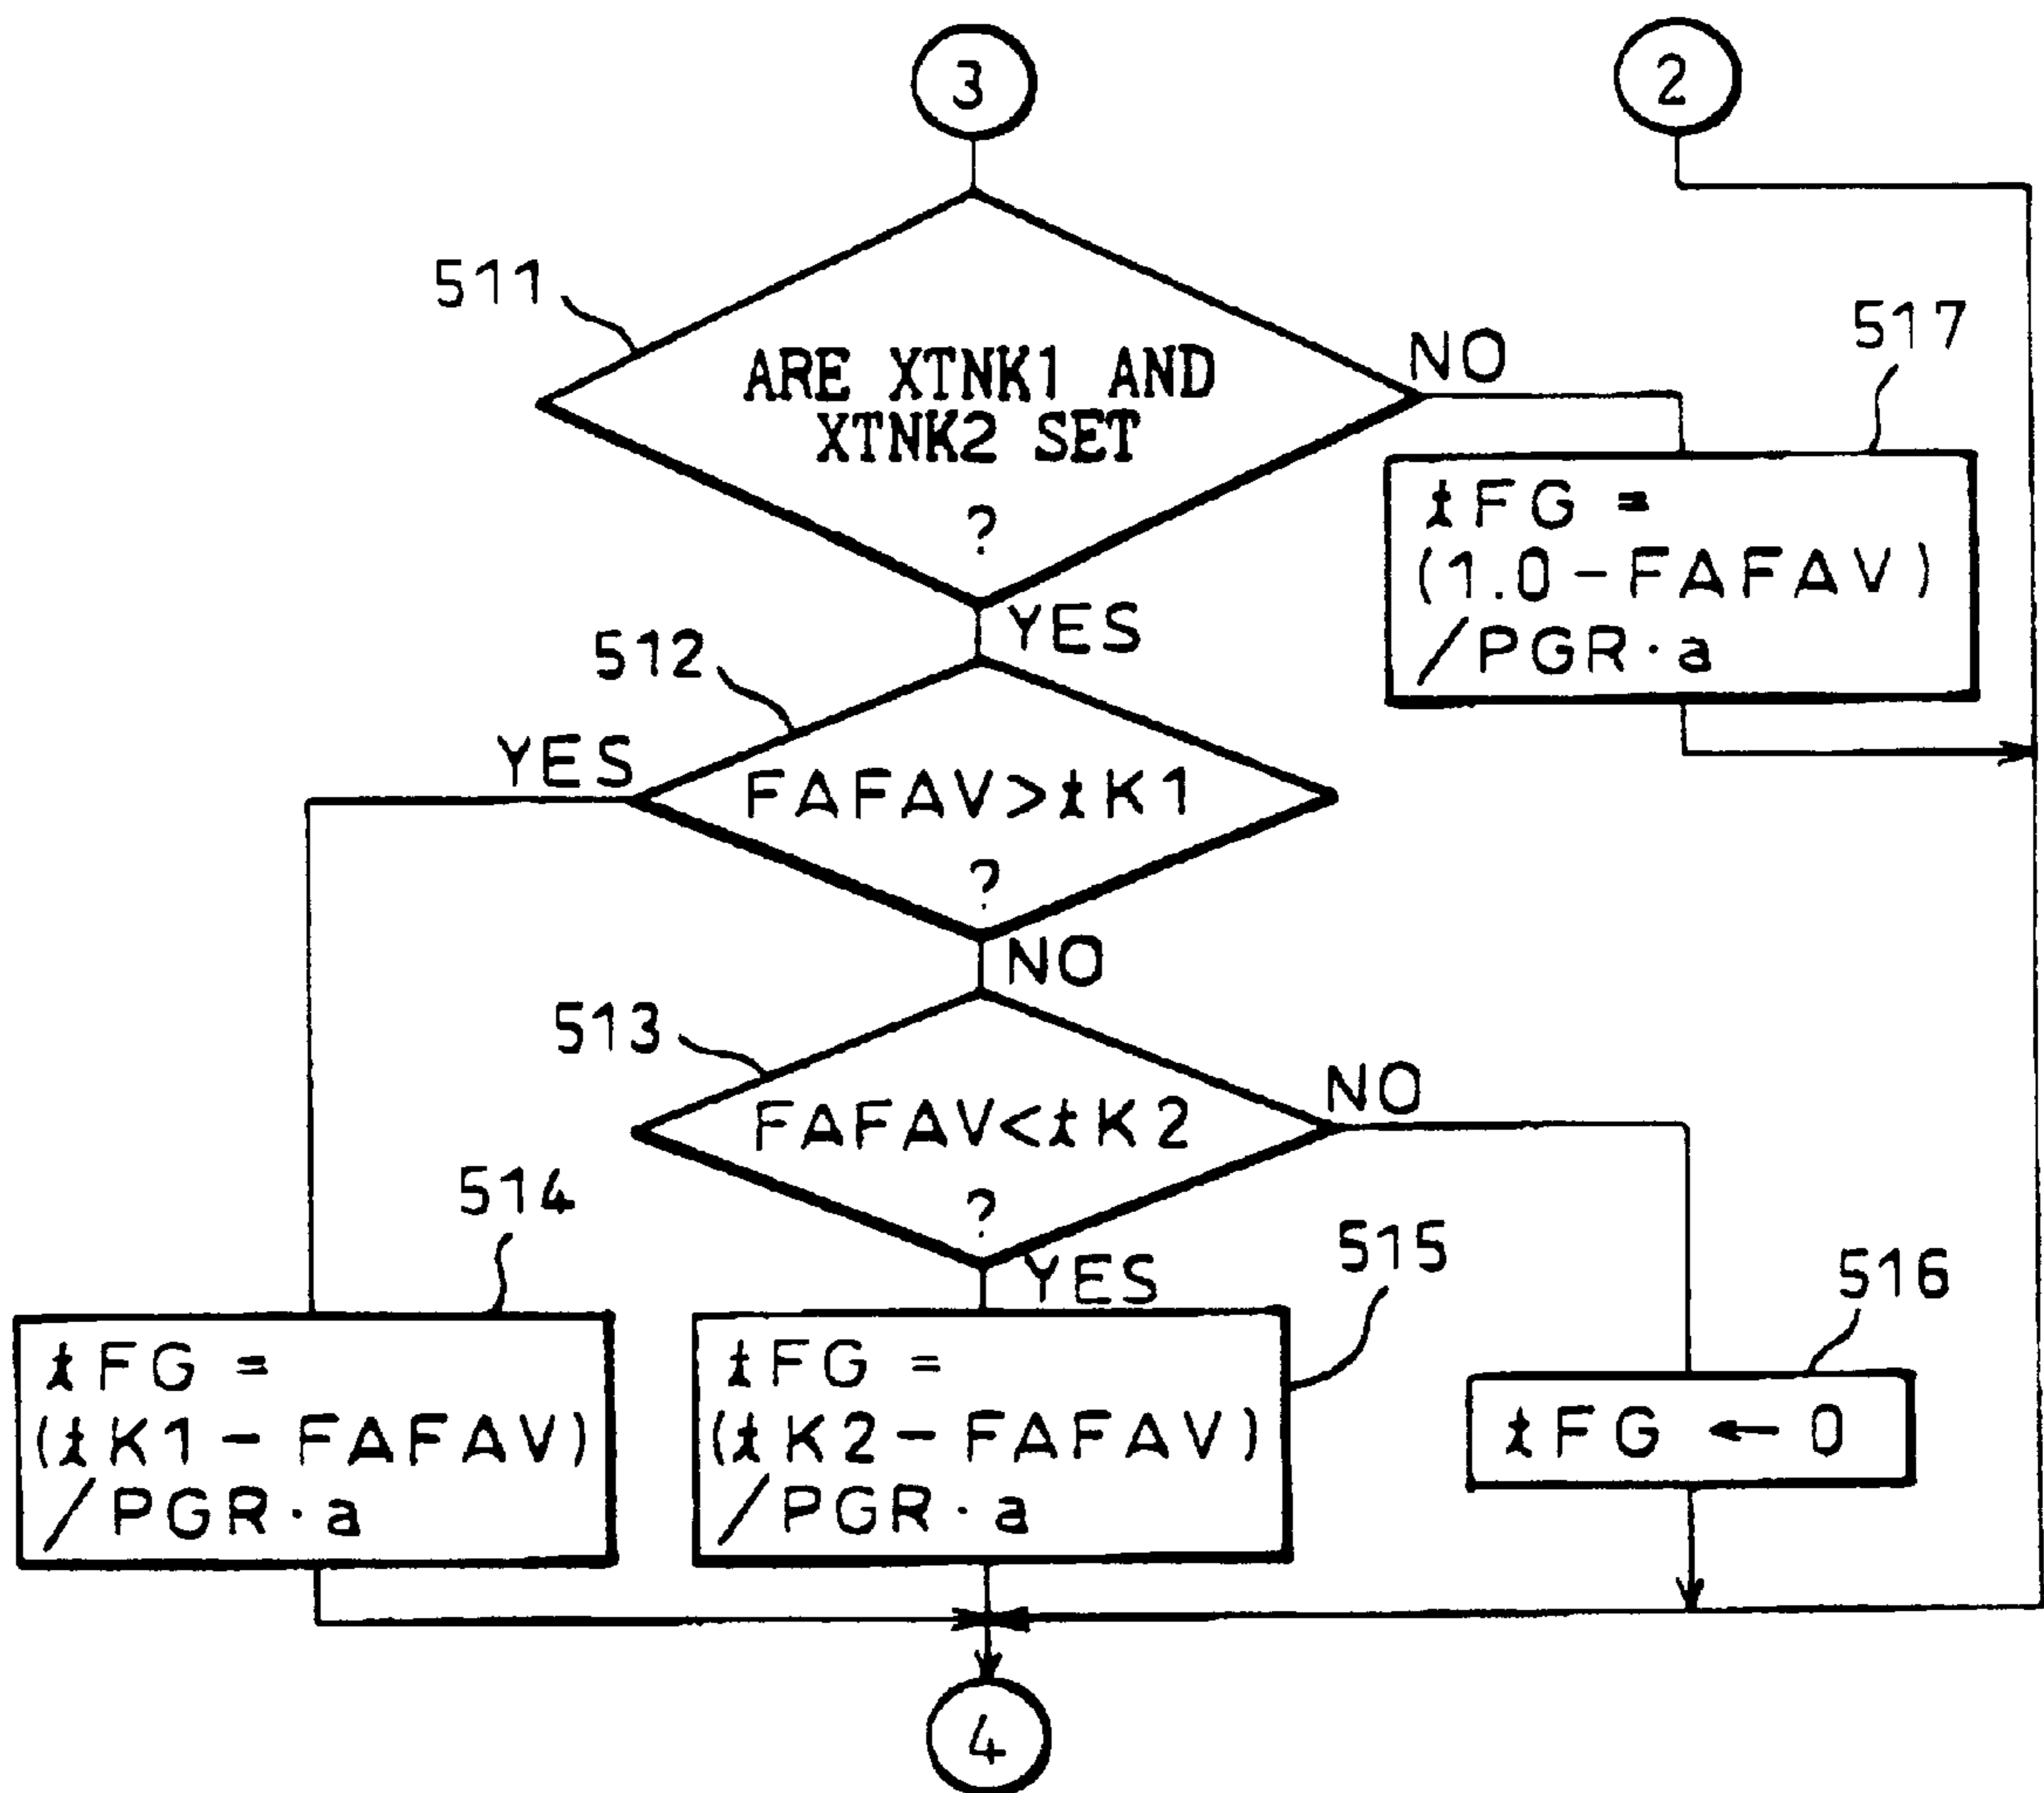 3
2
511
ARE XTNK1 AND
XTNK2 SET
?
NO
517
tFG =
(1.0-FAFAV)
/PGR·a
YES
512
YES
FAFAV>tK1
?
NO
513
FAFAV<tK2
?
NO
YES
514
tFG =
(tK1-FAFAV)
/PGR·a
515
tFG =
(tK2-FAFAV)
/PGR·a
516
tFG ← 0
4